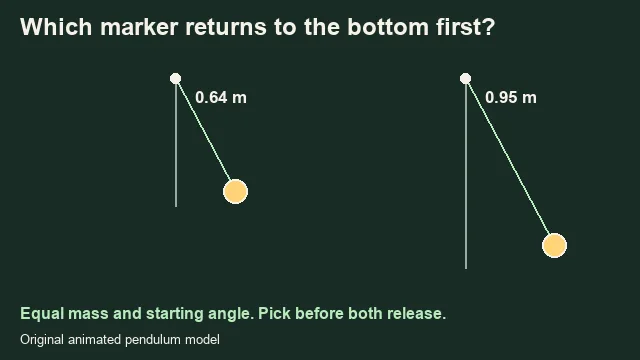 Which marker returns to the bottom first?
0.64 m
0.95 m
Equal mass and starting angle. Pick before both release.
Original animated pendulum model